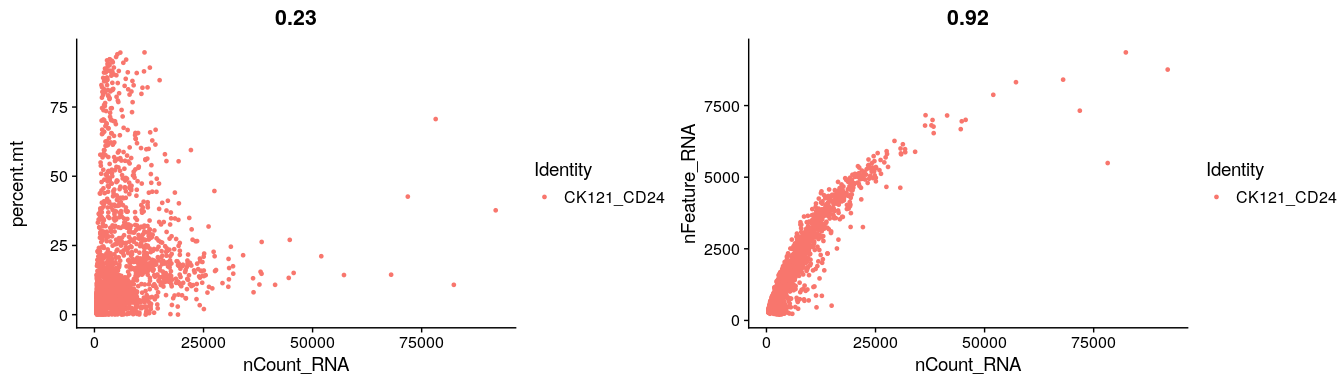 0.23
percent.mt
75
50
25
0
0 25000 50000 75000
nCount_RNA
Identity
CK121_CD24
0.92
nFeature_RNA
7500
5000
2500
0
0 25000 50000 75000
nCount_RNA
Identity
CK121_CD24